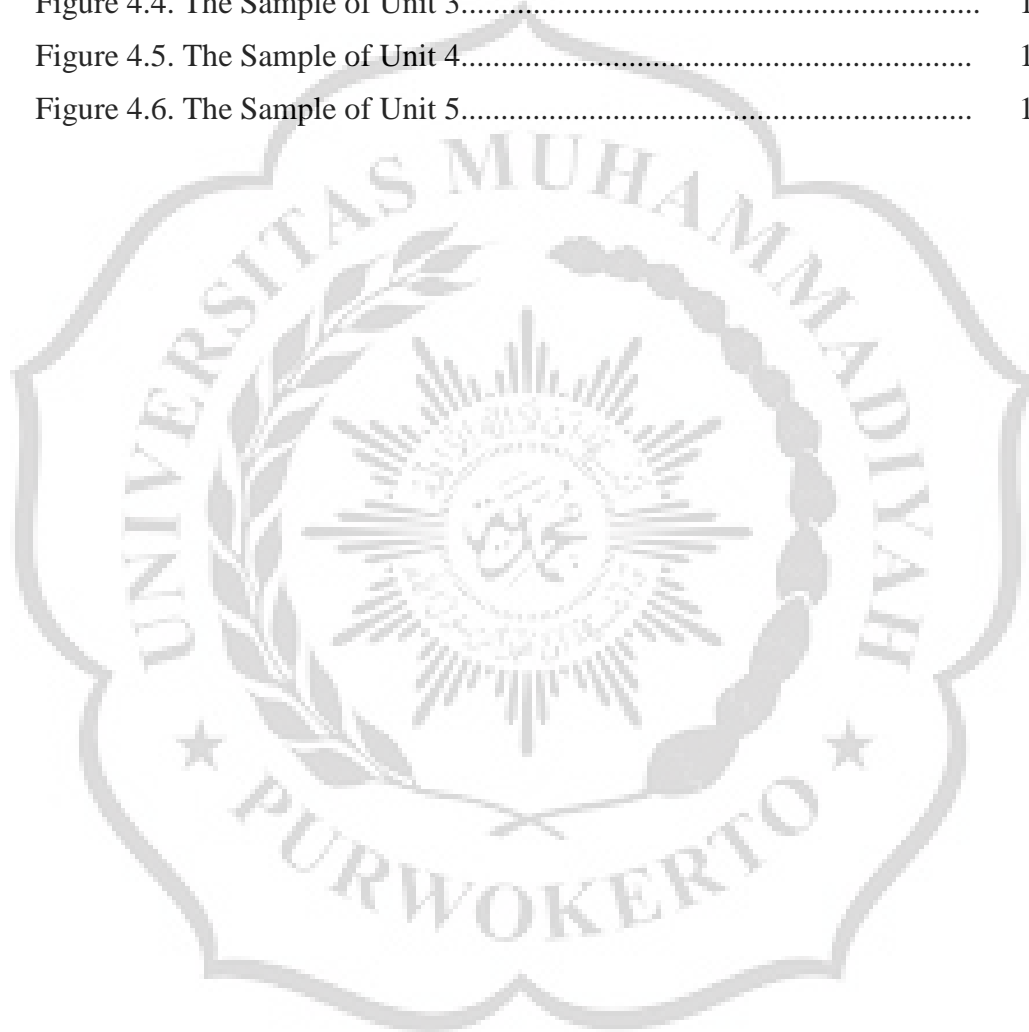 Figure 4.4. The Sample of Unit 3............................................................................... 1
Figure 4.5. The Sample of Unit 4.............................................................................. 1
Figure 4.6. The Sample of Unit 5.............................................................................. 1
UNIVERSITAS MUHAMMADIYAH
★ PURWOKERTO ★